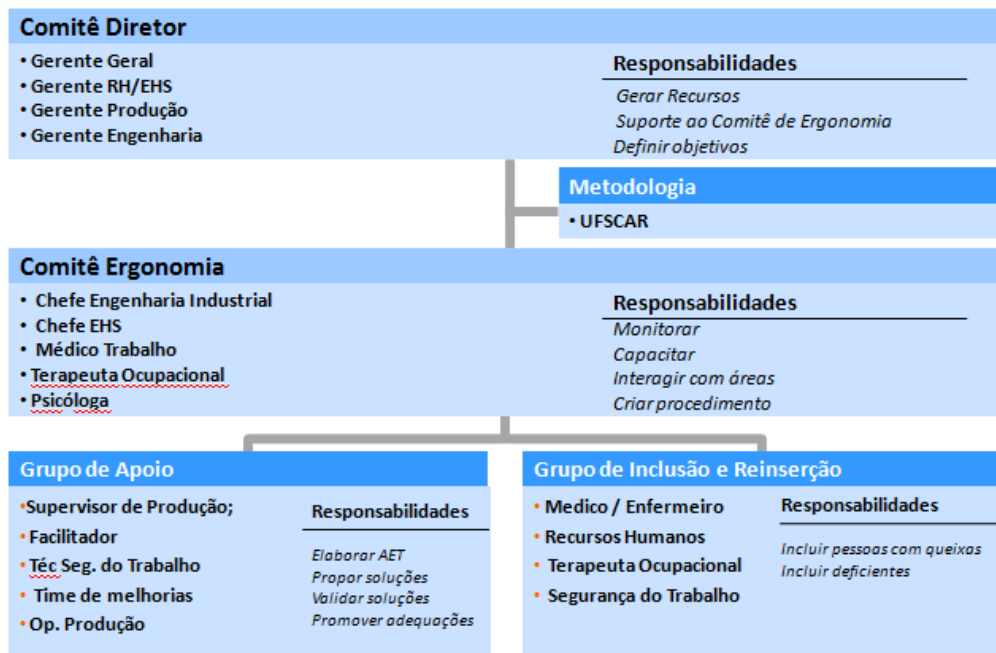 Comitê Diretor
• Gerente Geral
• Gerente RH/EHS
• Gerente Produção
• Gerente Engenharia
Responsabilidades
Gerar Recursos
Suporte ao Comitê de Ergonomia
Definir objetivos
Metodologia
• UFSCAR
Comitê Ergonomia
• Chefe Engenharia Industrial
• Chefe EHS
• Médico Trabalho
• Terapeuta Ocupacional
• Psicóloga
Responsabilidades
Monitorar
Capacitar
Interagir com áreas
Criar procedimento
Grupo de Apoio
•Supervisor de Produção;
•Facilitador
•Téc Seg. do Trabalho
• Time de melhorias
•Op. Produção
Responsabilidades
Elaborar AET
Propor soluções
Validar soluções
Promover adequações
Grupo de Inclusão e Reinserção
• Medico / Enfermeiro
• Recursos Humanos
• Terapeuta Ocupacional
• Segurança do Trabalho
Responsabilidades
Incluir pessoas com queixas
Incluir deficientes